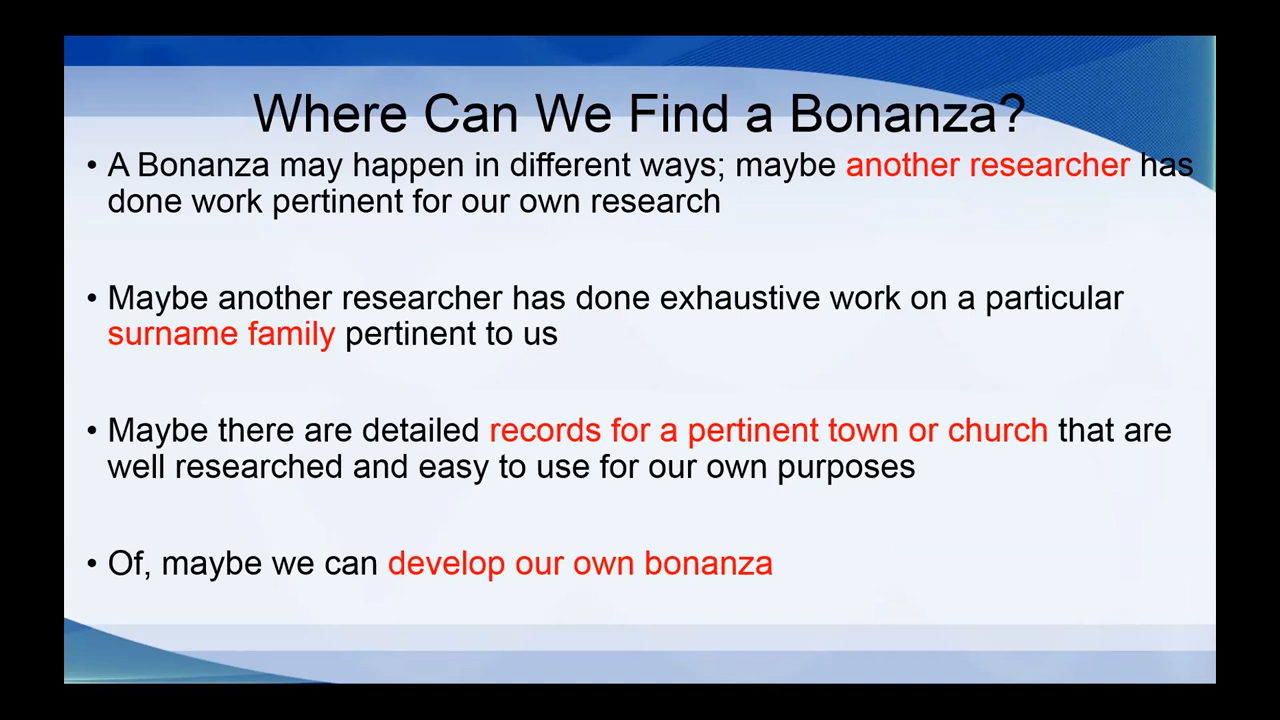 Where Can We Find a Bonanza?
• A Bonanza may happen in different ways; maybe another researcher has
done work pertinent for our own research
• Maybe another researcher has done exhaustive work on a particular
surname family pertinent to us
• Maybe there are detailed records for a pertinent town or church that are
well researched and easy to use for our own purposes
• Of, maybe we can develop our own bonanza